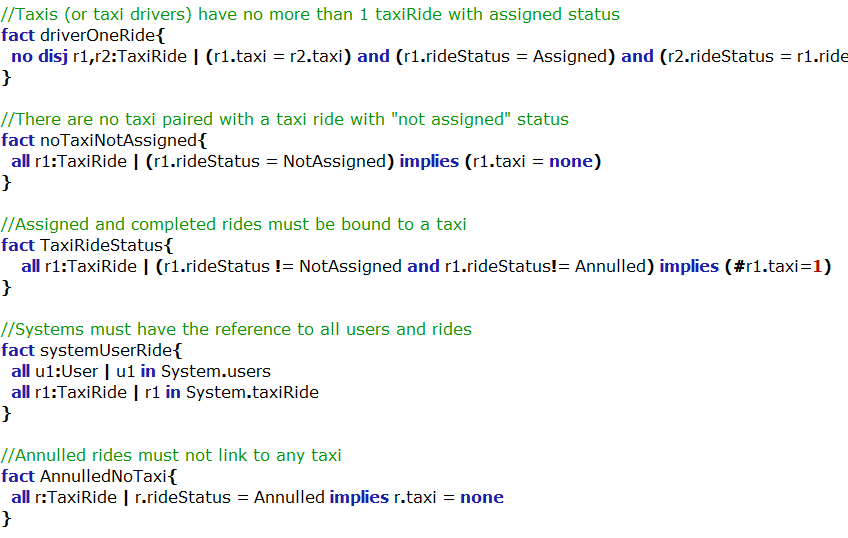 //Taxis (or taxi drivers) have no more than 1 taxiRide with assigned status
fact driverOneRide{
no disj r1,r2:TaxiRide | (r1.taxi = r2.taxi) and (r1.rideStatus = Assigned) and (r2.rideStatus = r1.ride
}
//There are no taxi paired with a taxi ride with "not assigned" status
fact noTaxiNotAssigned{
all r1:TaxiRide | (r1.rideStatus = NotAssigned) implies (r1.taxi = none)
}
//Assigned and completed rides must be bound to a taxi
fact TaxiRideStatus{
all r1:TaxiRide | (r1.rideStatus != NotAssigned and r1.rideStatus!= Annulled) implies (#r1.taxi=1)
}
//Systems must have the reference to all users and rides
fact systemUserRide{
all u1:User | u1 in System.users
all r1:TaxiRide | r1 in System.taxiRide
}
//Annulled rides must not link to any taxi
fact AnnulledNoTaxi{
all r:TaxiRide | r.rideStatus = Annulled implies r.taxi = none
}